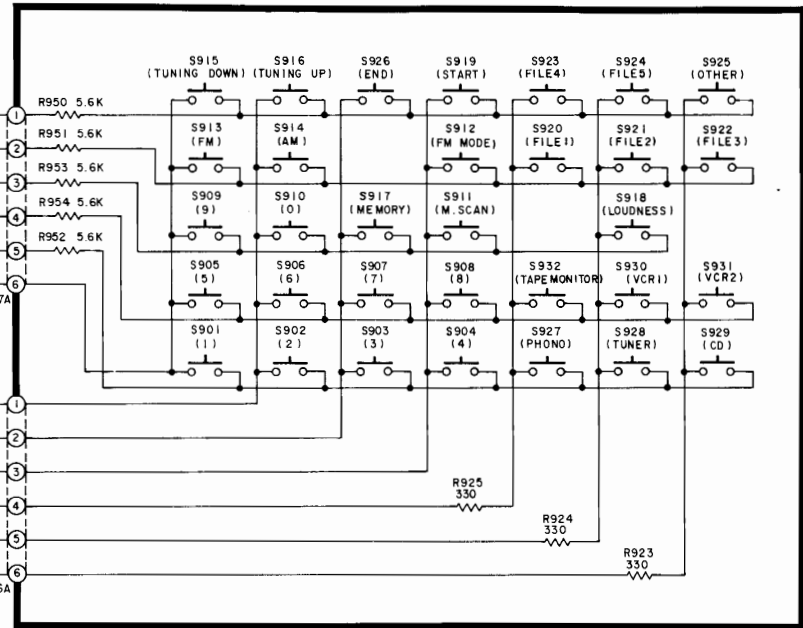 S915 S916 S926 S919 S923 S924 S925
(TUNING DOWN) (TUNING UP) (END) (START) (FILE4) (FILE5) (OTHER)
1 R950 5.6K
S913 S914 S912 S920 S921 S922
(FM) (AM) (FM MODE) (FILE1) (FILE2) (FILE3)
2 R951 5.6K
3 R953 5.6K
S909 S910 S917 S911 S918
(9) (0) (MEMORY) (M.SCAN) (LOUDNESS)
4 R954 5.6K
5 R952 5.6K
S905 S906 S907 S908 S932 S930 S931
(5) (6) (7) (8) (TAPEMONITOR) (VCR1) (VCR2)
6
7A
S901 S902 S903 S904 S927 S928 S929
(1) (2) (3) (4) (PHONO) (TUNER) (CD)
1
2
3
R925
330
4
R924
330
5
R923
330
6